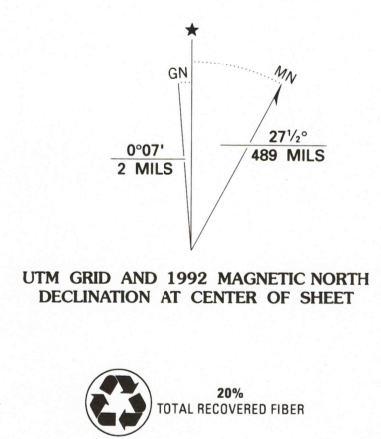 ★
GN
MN
0°07'
2 MILS
27½°
489 MILS
UTM GRID AND 1992 MAGNETIC NORTH
DECLINATION AT CENTER OF SHEET
20%
TOTAL RECOVERED FIBER